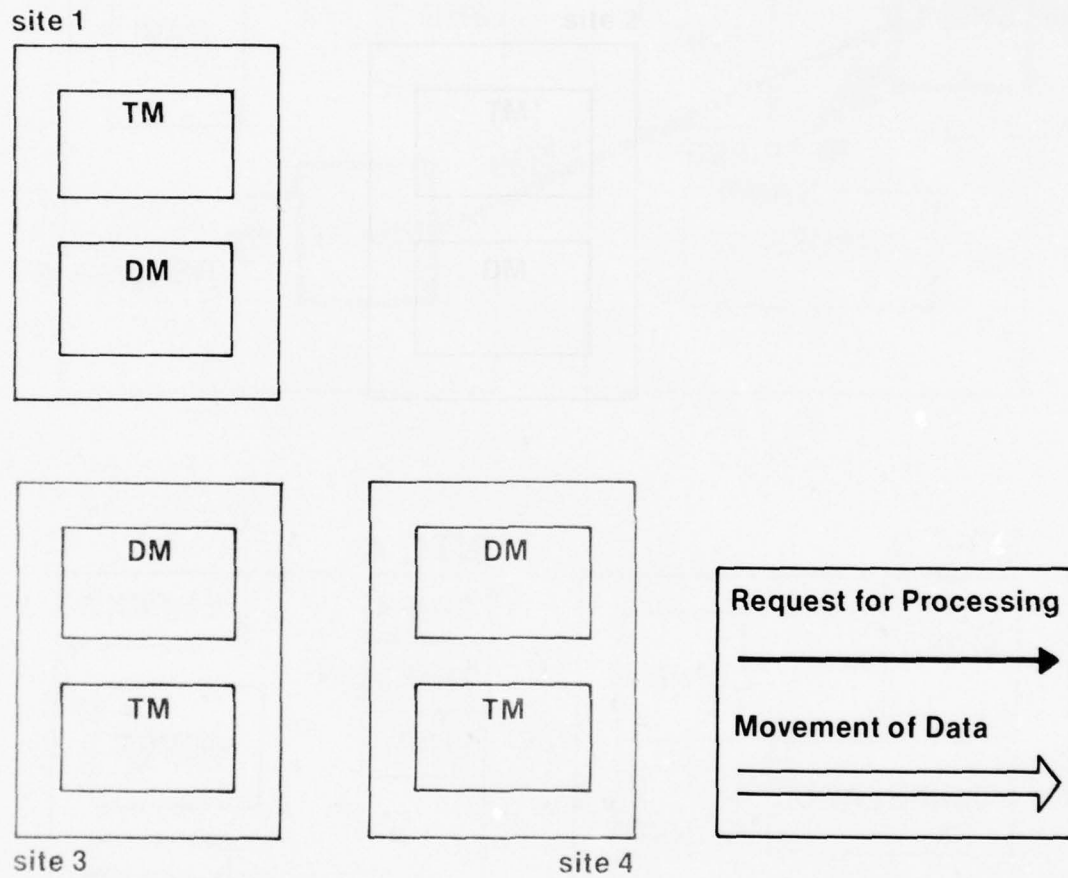 site 1
site 2
TM
DM
TM
DM
DM
TM
DM
TM
site 3
site 4
Request for Processing
Movement of Data